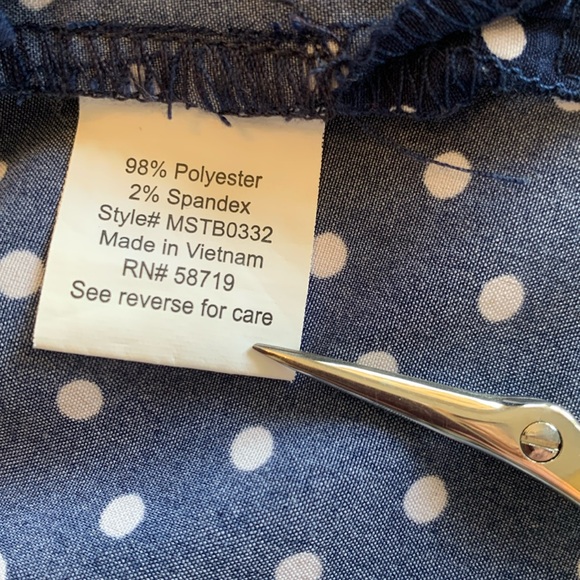 98% Polyester
2% Spandex
Style# MSTB0332
Made in Vietnam
RN# 58719
See reverse for care